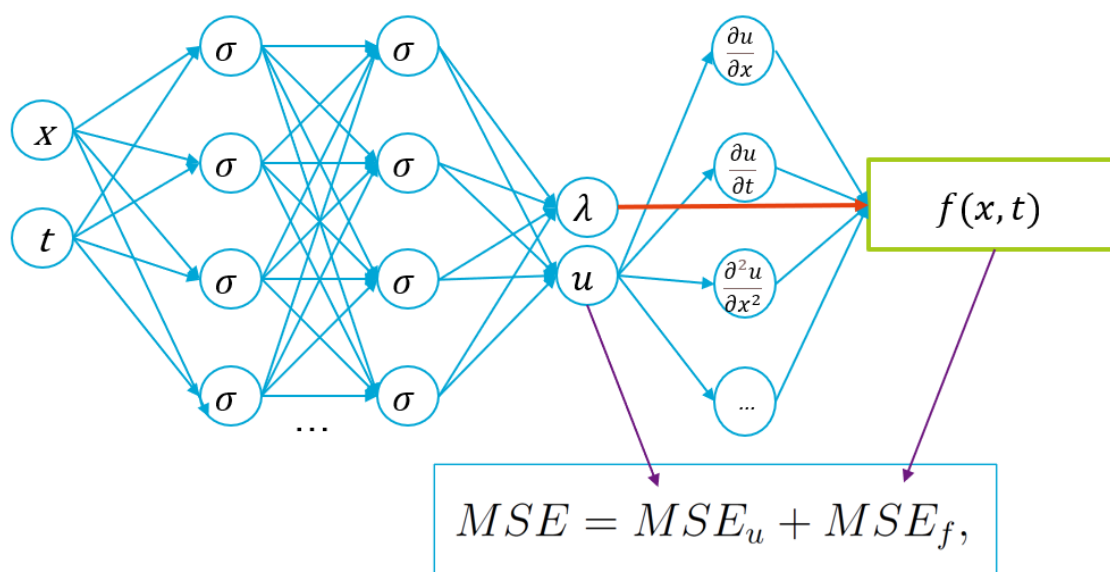 x
t
σ
σ
σ
σ
...
σ
σ
σ
σ
λ
u
∂u/∂x
∂u/∂t
∂²u/∂x²
...
f(x, t)
MSE = MSE_u + MSE_f,